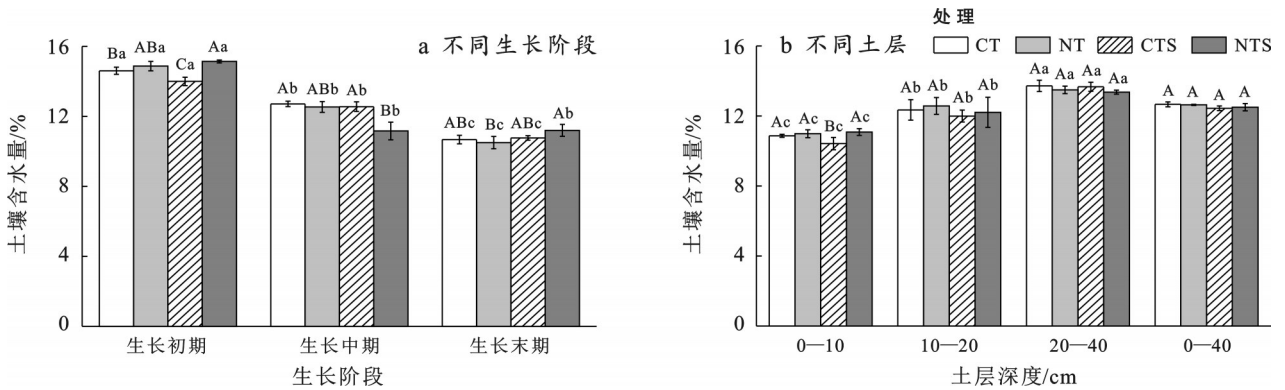 处 理
CT NT CTS NTS
a 不同生长阶段
b 不同土层
土壤含水量/%
16
12
8
4
0
Ba ABa Ca Aa
Ab ABb Ab Bb
ABc Bc ABc Ab
生长初期 生长中期 生长末期
生长阶段
土壤含水量/%
16
12
8
4
0
Ac Ac Bc Ac
Ab Ab Ab Ab
Aa Aa Aa Aa
A A A A
0—10 10—20 20—40 0—40
土层深度/cm